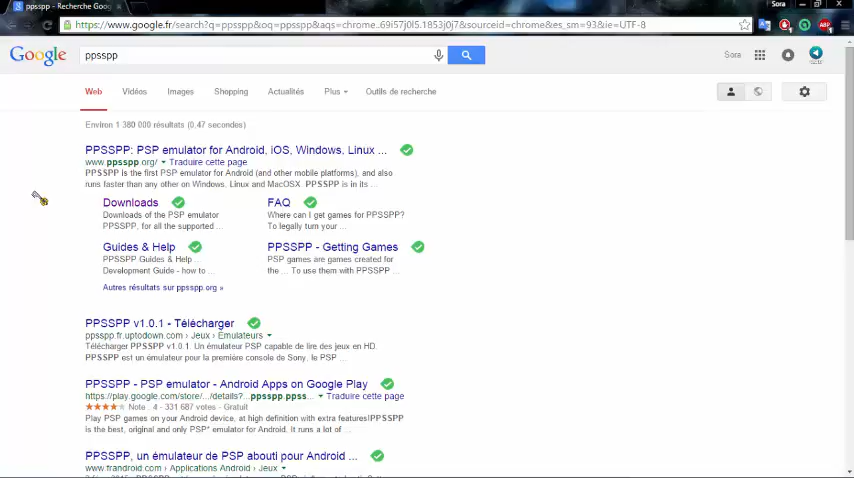 ppsspp - Recherche Goog
Sora
https://www.google.fr/search?q=ppsspp&oq=ppsspp&aqs=chrome..69i57j0l5.1853j0j7&sourceid=chrome&es_sm=93&ie=UTF-8
Google
ppsspp
Sora
Web Vidéos Images Shopping Actualités Plus Outils de recherche
Environ 1 380 000 résultats (0,47 secondes)
PPSSPP: PSP emulator for Android, iOS, Windows, Linux ...
www.ppsspp.org/ Traduire cette page
PPSSPP is the first PSP emulator for Android (and other mobile platforms), and also
runs faster than any other on Windows, Linux and MacOSX. PPSSPP is in its ...
Downloads
Downloads of the PSP emulator
PPSSPP, for all the supported ...
FAQ
Where can I get games for PPSSPP?
To legally turn your ...
Guides & Help
PPSSPP Guides & Help ...
Development Guide - how to ...
PPSSPP - Getting Games
PSP games are games created for
the ... To use them with PPSSPP ...
Autres résultats sur ppsspp.org »
PPSSPP v1.0.1 - Télécharger
ppsspp.fr.uptodown.com › Jeux › Emulateurs
Télécharger PPSSPP v1.0.1. Un émulateur PSP capable de lire des jeux en HD.
PPSSPP est un émulateur pour la première console de Sony, le PSP ...
PPSSPP - PSP emulator - Android Apps on Google Play
https://play.google.com/store/.../details?...ppsspp.ppss... Traduire cette page
Note : 4 - 331 687 votes - Gratuit
Play PSP games on your Android device, at high definition with extra features!PPSSPP
is the best, original and only PSP* emulator for Android. It runs a lot of ...
PPSSPP, un émulateur de PSP abouti pour Android ...
www.frandroid.com › Applications Android › Jeux